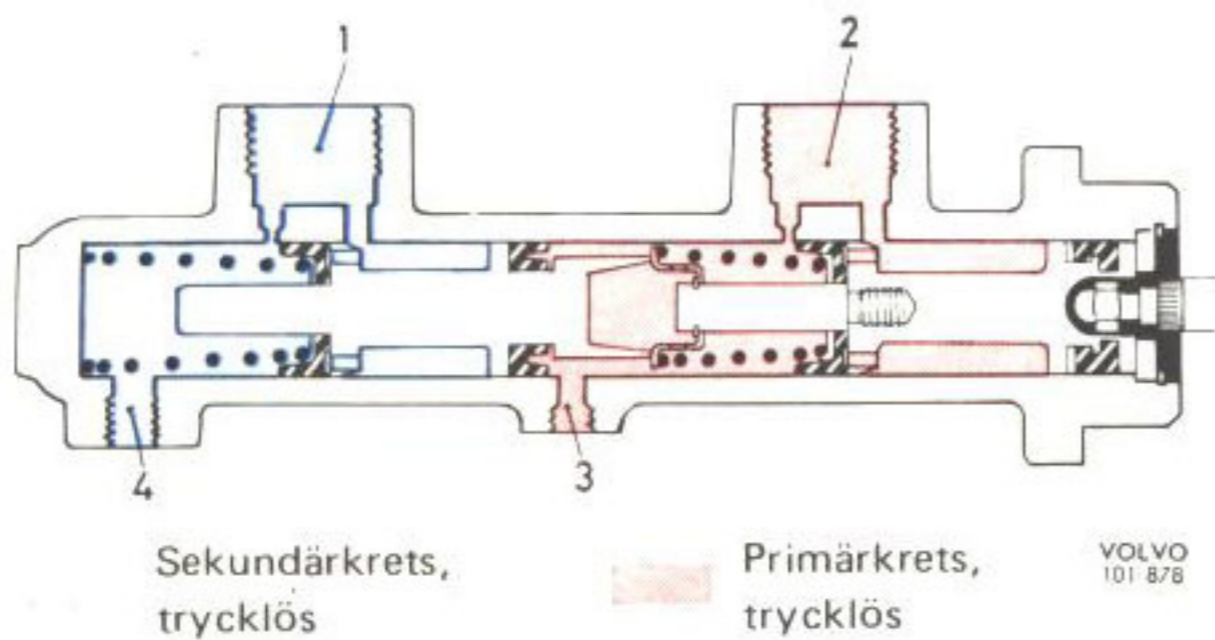 1
2
4
3
Sekundärkrets,
trycklös
Primärkrets,
trycklös
VOLVO
101 878